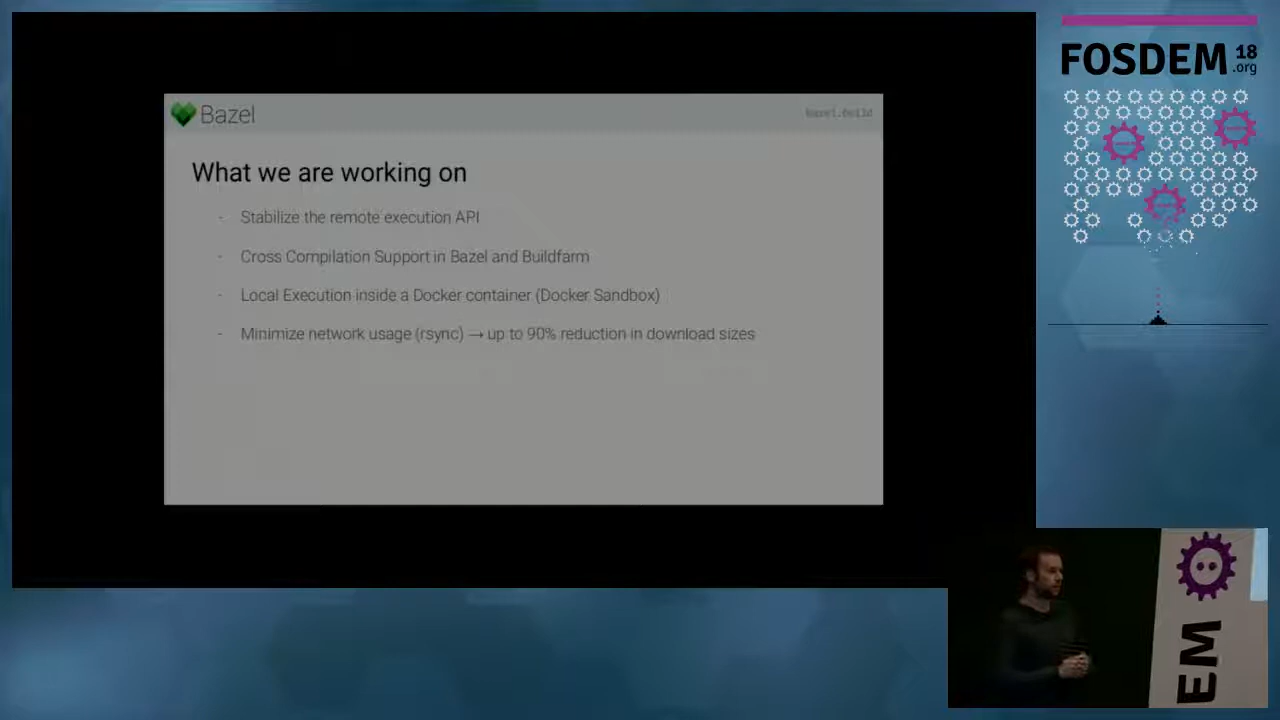 Bazel
bazel.build
What we are working on
- Stabilize the remote execution API
- Cross Compilation Support in Bazel and Buildfarm
- Local Execution inside a Docker container (Docker Sandbox)
- Minimize network usage (rsync) → up to 90% reduction in download sizes
FOSDEM 18
.org
EM